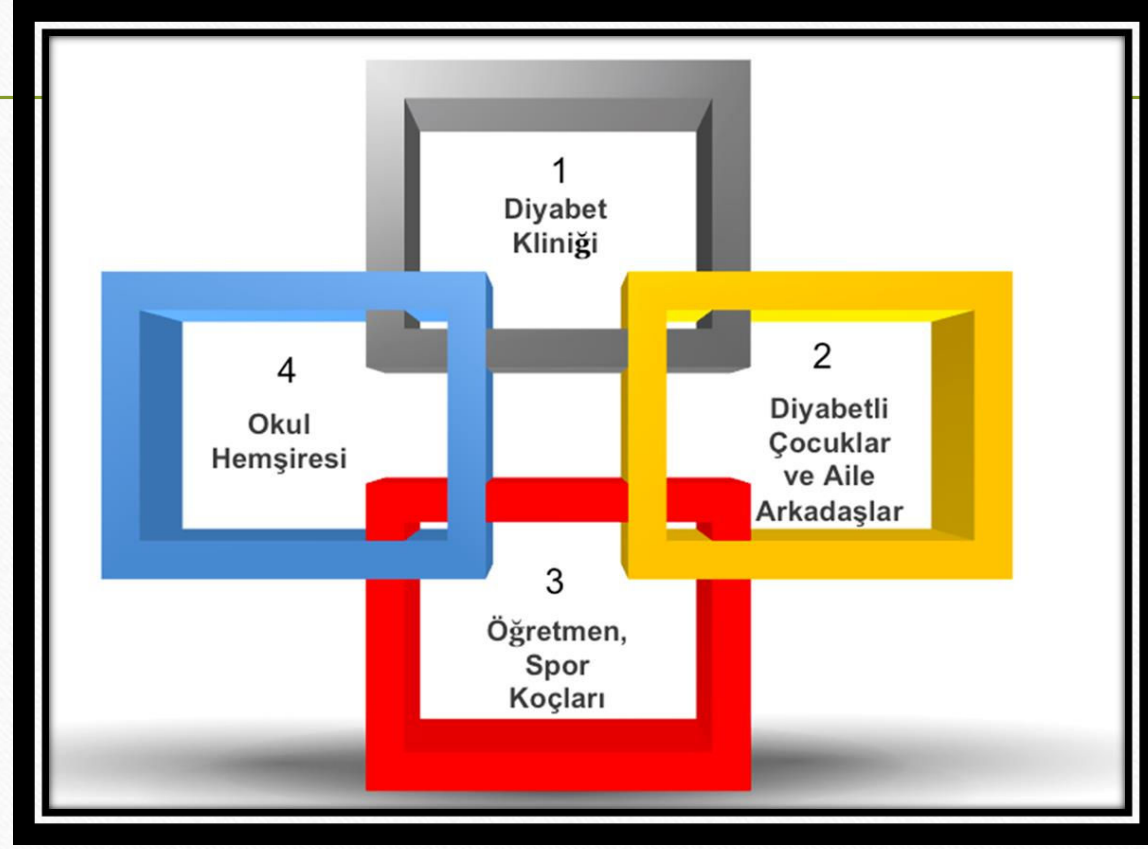 1
Diyabet
Kliniği
2
Diyabetli
Çocuklar
ve Aile
Arkadaşlar
3
Öğretmen,
Spor
Koçları
4
Okul
Hemşiresi